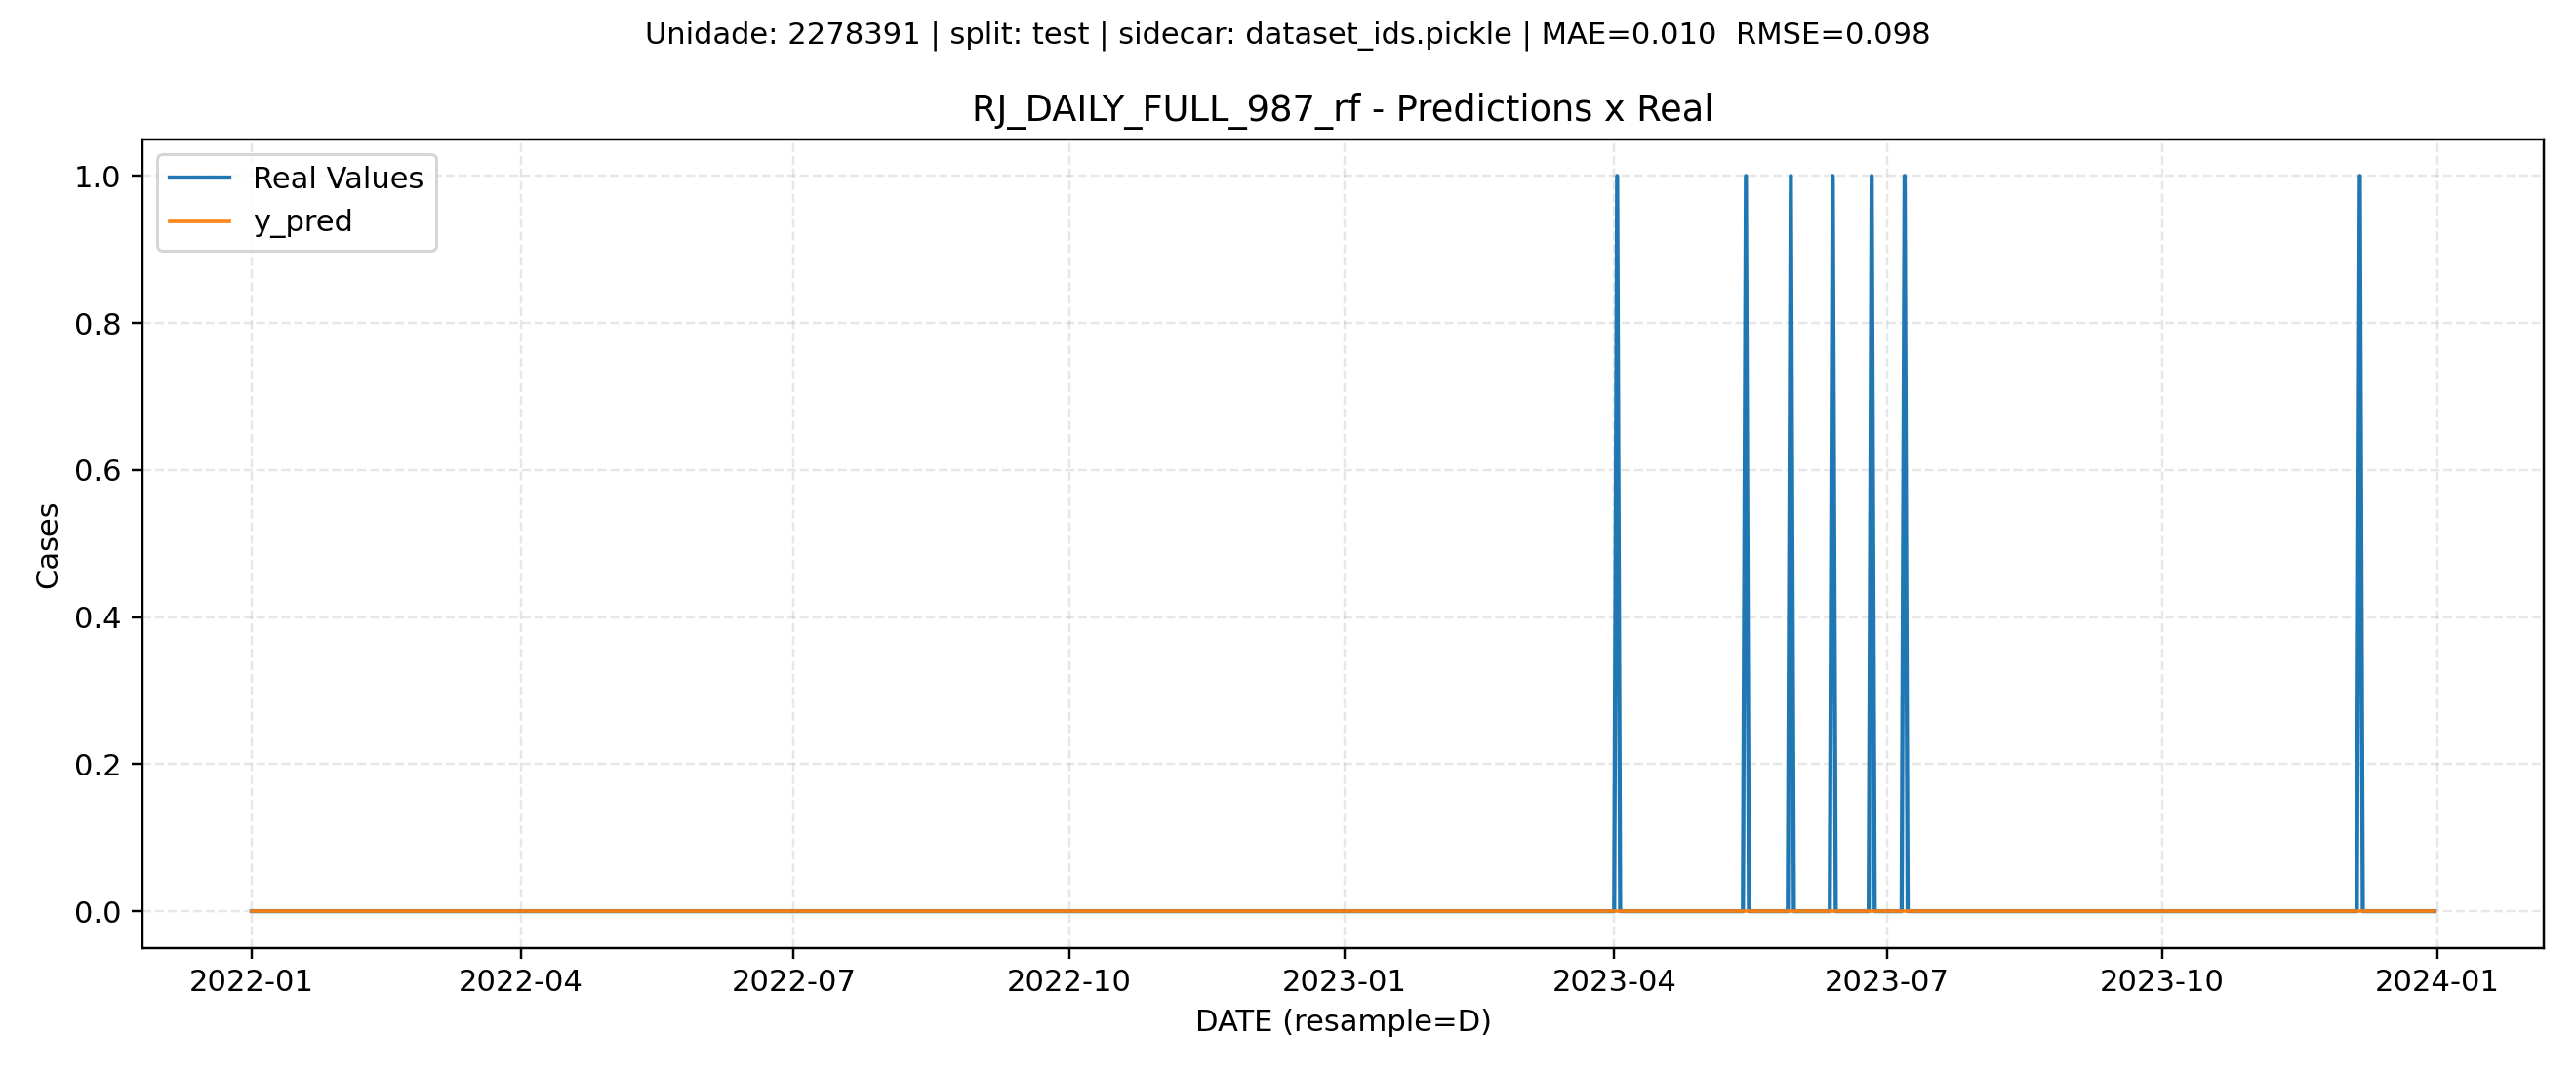 Unidade: 2278391 | split: test | sidecar: dataset_ids.pickle | MAE=0.010  RMSE=0.098
RJ_DAILY_FULL_987_rf - Predictions x Real
Real Values
y_pred
1.0
0.8
0.6
0.4
0.2
0.0
Cases
2022-01 2022-04 2022-07 2022-10 2023-01 2023-04 2023-07 2023-10 2024-01
DATE (resample=D)